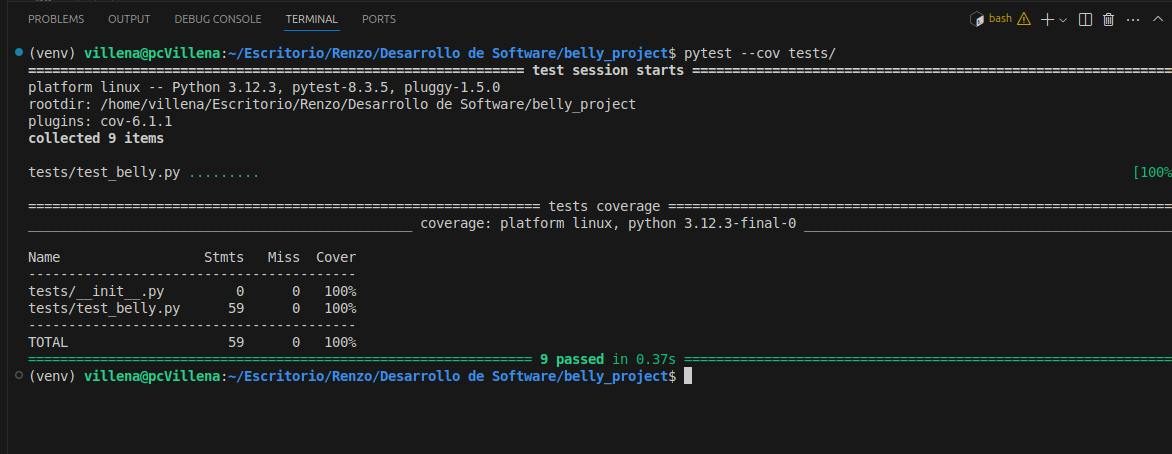 PROBLEMS OUTPUT DEBUG CONSOLE TERMINAL PORTS bash
(venv) villena@pcVillena:~/Escritorio/Renzo/Desarrollo de Software/belly_project$ pytest --cov tests/
============================================================== test session starts ============================================================
platform linux -- Python 3.12.3, pytest-8.3.5, pluggy-1.5.0
rootdir: /home/villena/Escritorio/Renzo/Desarrollo de Software/belly_project
plugins: cov-6.1.1
collected 9 items
tests/test_belly.py ......... [100%
================================================================ tests coverage ===============================================================
________________________________________________ coverage: platform linux, python 3.12.3-final-0 ______________________________________________
Name Stmts Miss Cover
-----------------------------------------
tests/__init__.py 0 0 100%
tests/test_belly.py 59 0 100%
-----------------------------------------
TOTAL 59 0 100%
=============================================================== 9 passed in 0.37s =============================================================
(venv) villena@pcVillena:~/Escritorio/Renzo/Desarrollo de Software/belly_project$